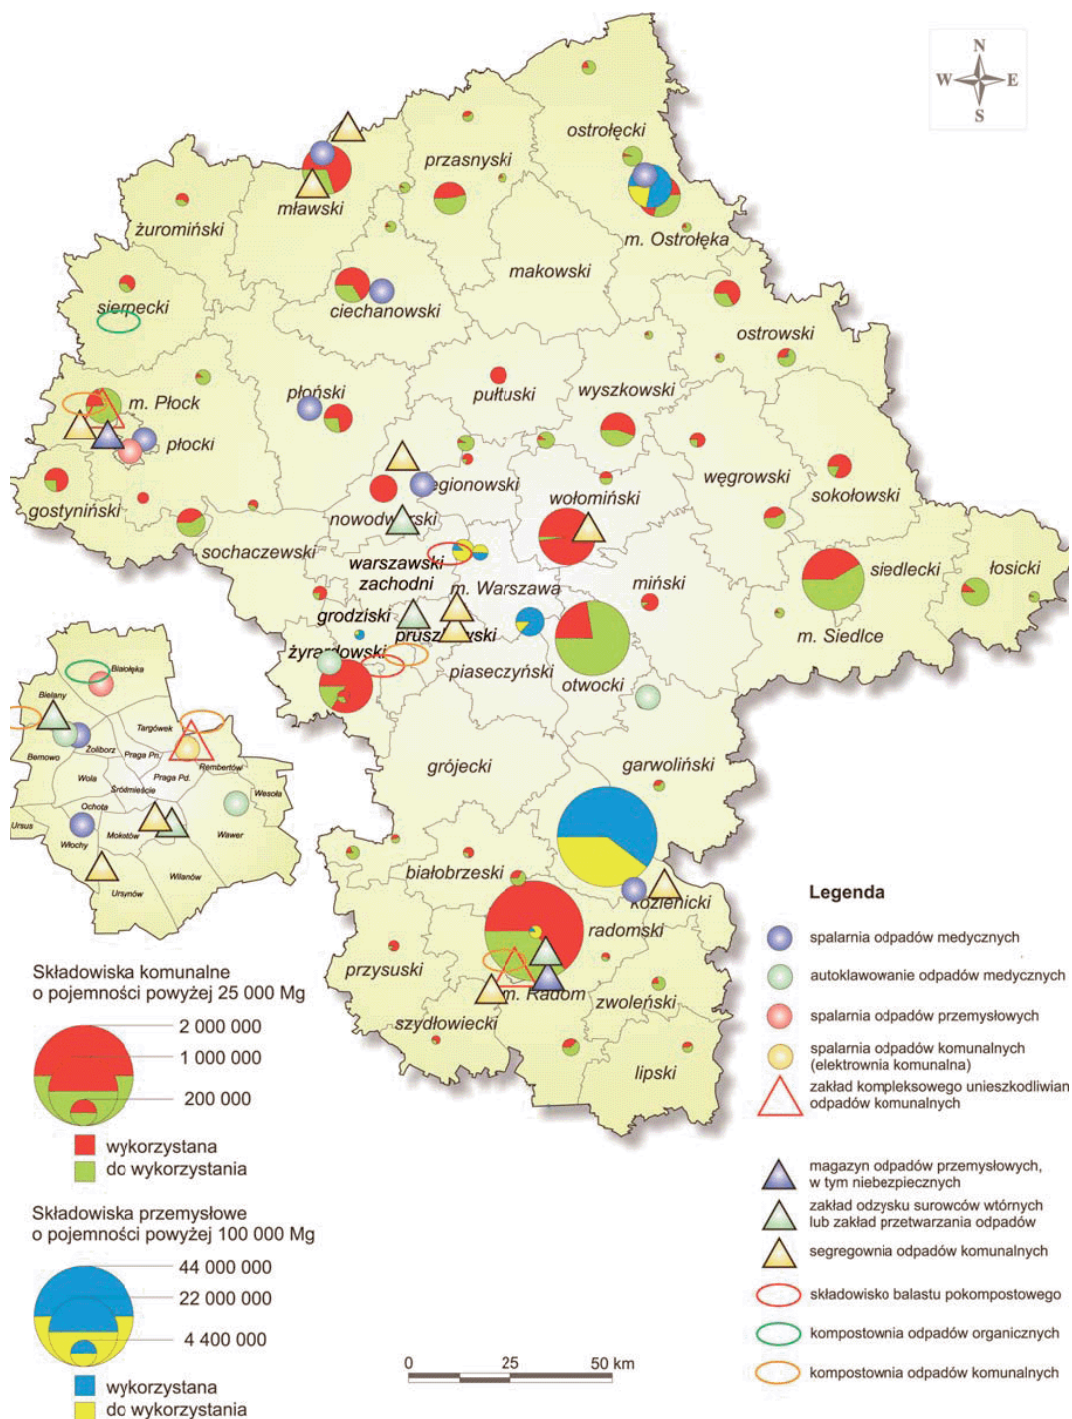 N
W E
S
ostrołęcki
przasnyski
mławski
żuromiński
m. Ostrołęka
makowski
sierpecki
ciechanowski
ostrowski
płoński
pułtuski
wyszkowski
m. Płock
płocki
węgrowski
sokołowski
gostyniński
legionowski
wołomiński
nowodworski
sochaczewski
warszawski
zachodni
m. Warszawa
miński
siedlecki
łosicki
grodziski
pruszkowski
m. Siedlce
żyrardowski
piaseczyński
otwocki
Białołęka
Bielany
Targówek
Bemowo
Żoliborz
Praga Pn.
Rembertów
Wola
Praga Pd.
Śródmieście
Wesoła
Ochota
Ursus
Mokotów
Wawer
Włochy
Wilanów
Ursynów
grójecki
garwoliński
białobrzeski
kozienicki
radomski
przysuski
m. Radom
zwoleński
szydłowiecki
lipski
Legenda
spalarnia odpadów medycznych
autoklawowanie odpadów medycznych
spalarnia odpadów przemysłowych
spalarnia odpadów komunalnych
(elektrownia komunalna)
zakład kompleksowego unieszkodliwian
odpadów komunalnych
magazyn odpadów przemysłowych,
w tym niebezpiecznych
zakład odzysku surowców wtórnych
lub zakład przetwarzania odpadów
segregownia odpadów komunalnych
składowisko balastu pokompostowego
kompostownia odpadów organicznych
kompostownia odpadów komunalnych
Składowiska komunalne
o pojemności powyżej 25 000 Mg
2 000 000
1 000 000
200 000
wykorzystana
do wykorzystania
Składowiska przemysłowe
o pojemności powyżej 100 000 Mg
44 000 000
22 000 000
4 400 000
wykorzystana
do wykorzystania
0 25 50 km